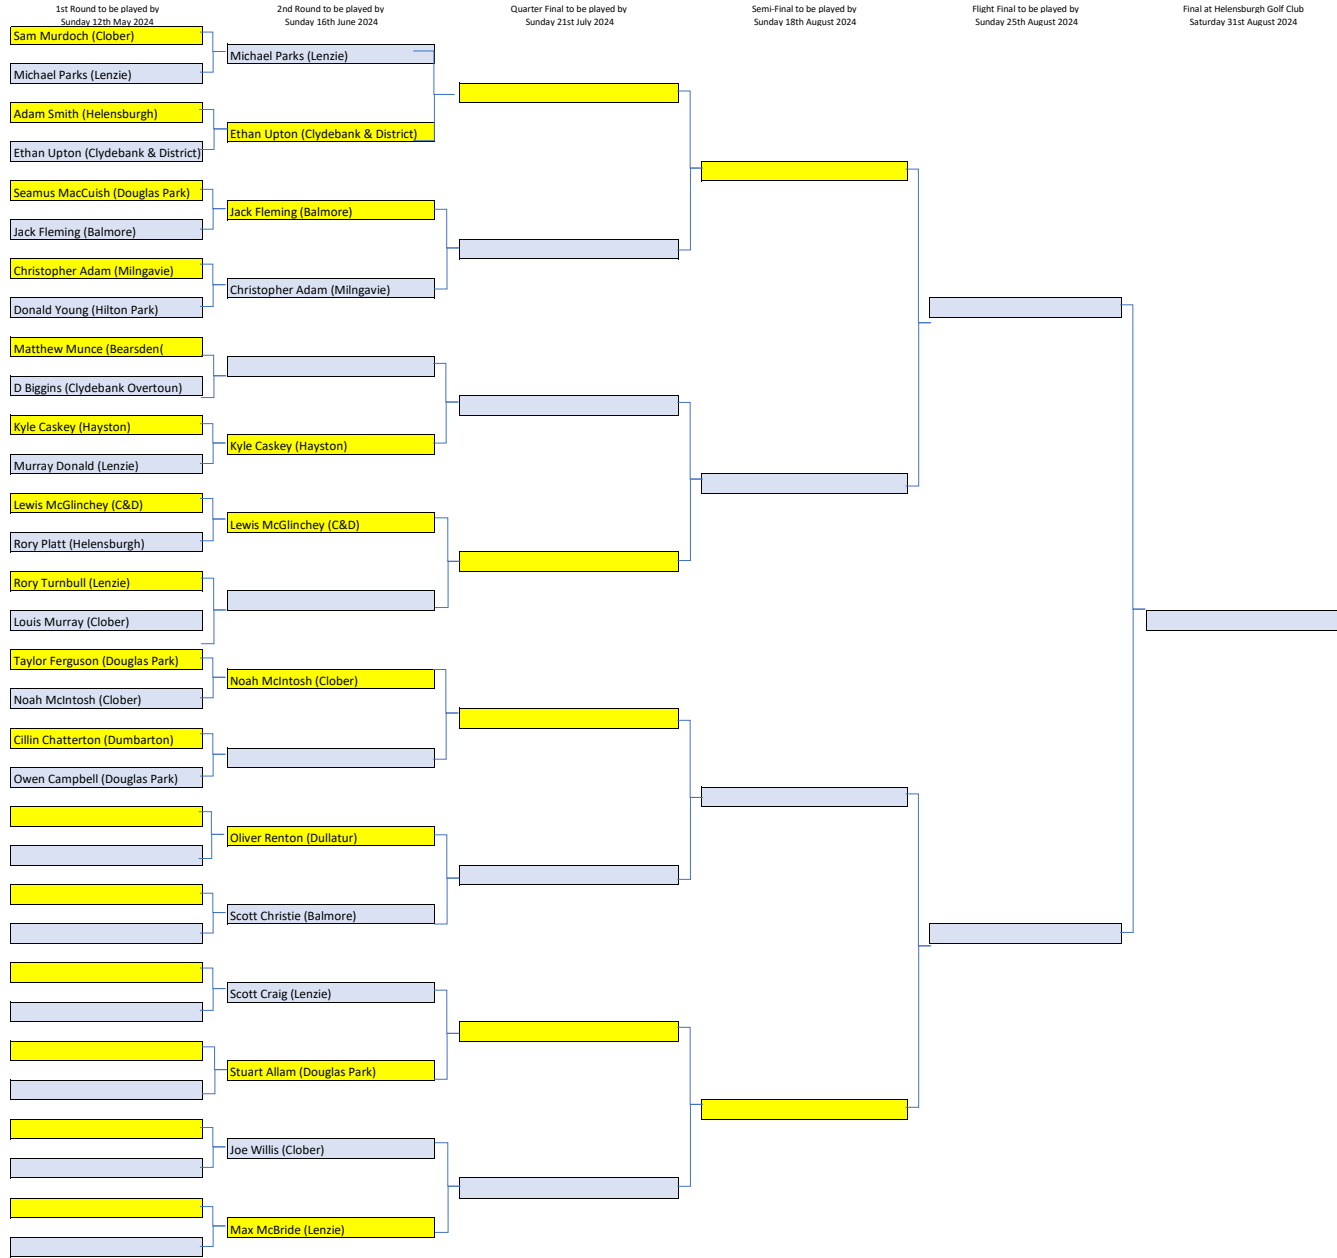 1st Round to be played by
Sunday 12th May 2024
2nd Round to be played by
Sunday 16th June 2024
Quarter Final to be played by
Sunday 21st July 2024
Semi-Final to be played by
Sunday 18th August 2024
Flight Final to be played by
Sunday 25th August 2024
Final at Helensburgh Golf Club
Saturday 31st August 2024
Sam Murdoch (Clober)
Michael Parks (Lenzie)
Adam Smith (Helensburgh)
Ethan Upton (Clydebank & District)
Seamus MacCuish (Douglas Park)
Jack Fleming (Balmore)
Christopher Adam (Milngavie)
Donald Young (Hilton Park)
Matthew Munce (Bearsden(
D Biggins (Clydebank Overtoun)
Kyle Caskey (Hayston)
Murray Donald (Lenzie)
Lewis McGlinchey (C&D)
Rory Platt (Helensburgh)
Rory Turnbull (Lenzie)
Louis Murray (Clober)
Taylor Ferguson (Douglas Park)
Noah McIntosh (Clober)
Cillin Chatterton (Dumbarton)
Owen Campbell (Douglas Park)
Michael Parks (Lenzie)
Ethan Upton (Clydebank & District)
Jack Fleming (Balmore)
Christopher Adam (Milngavie)
Kyle Caskey (Hayston)
Lewis McGlinchey (C&D)
Noah McIntosh (Clober)
Oliver Renton (Dullatur)
Scott Christie (Balmore)
Scott Craig (Lenzie)
Stuart Allam (Douglas Park)
Joe Willis (Clober)
Max McBride (Lenzie)